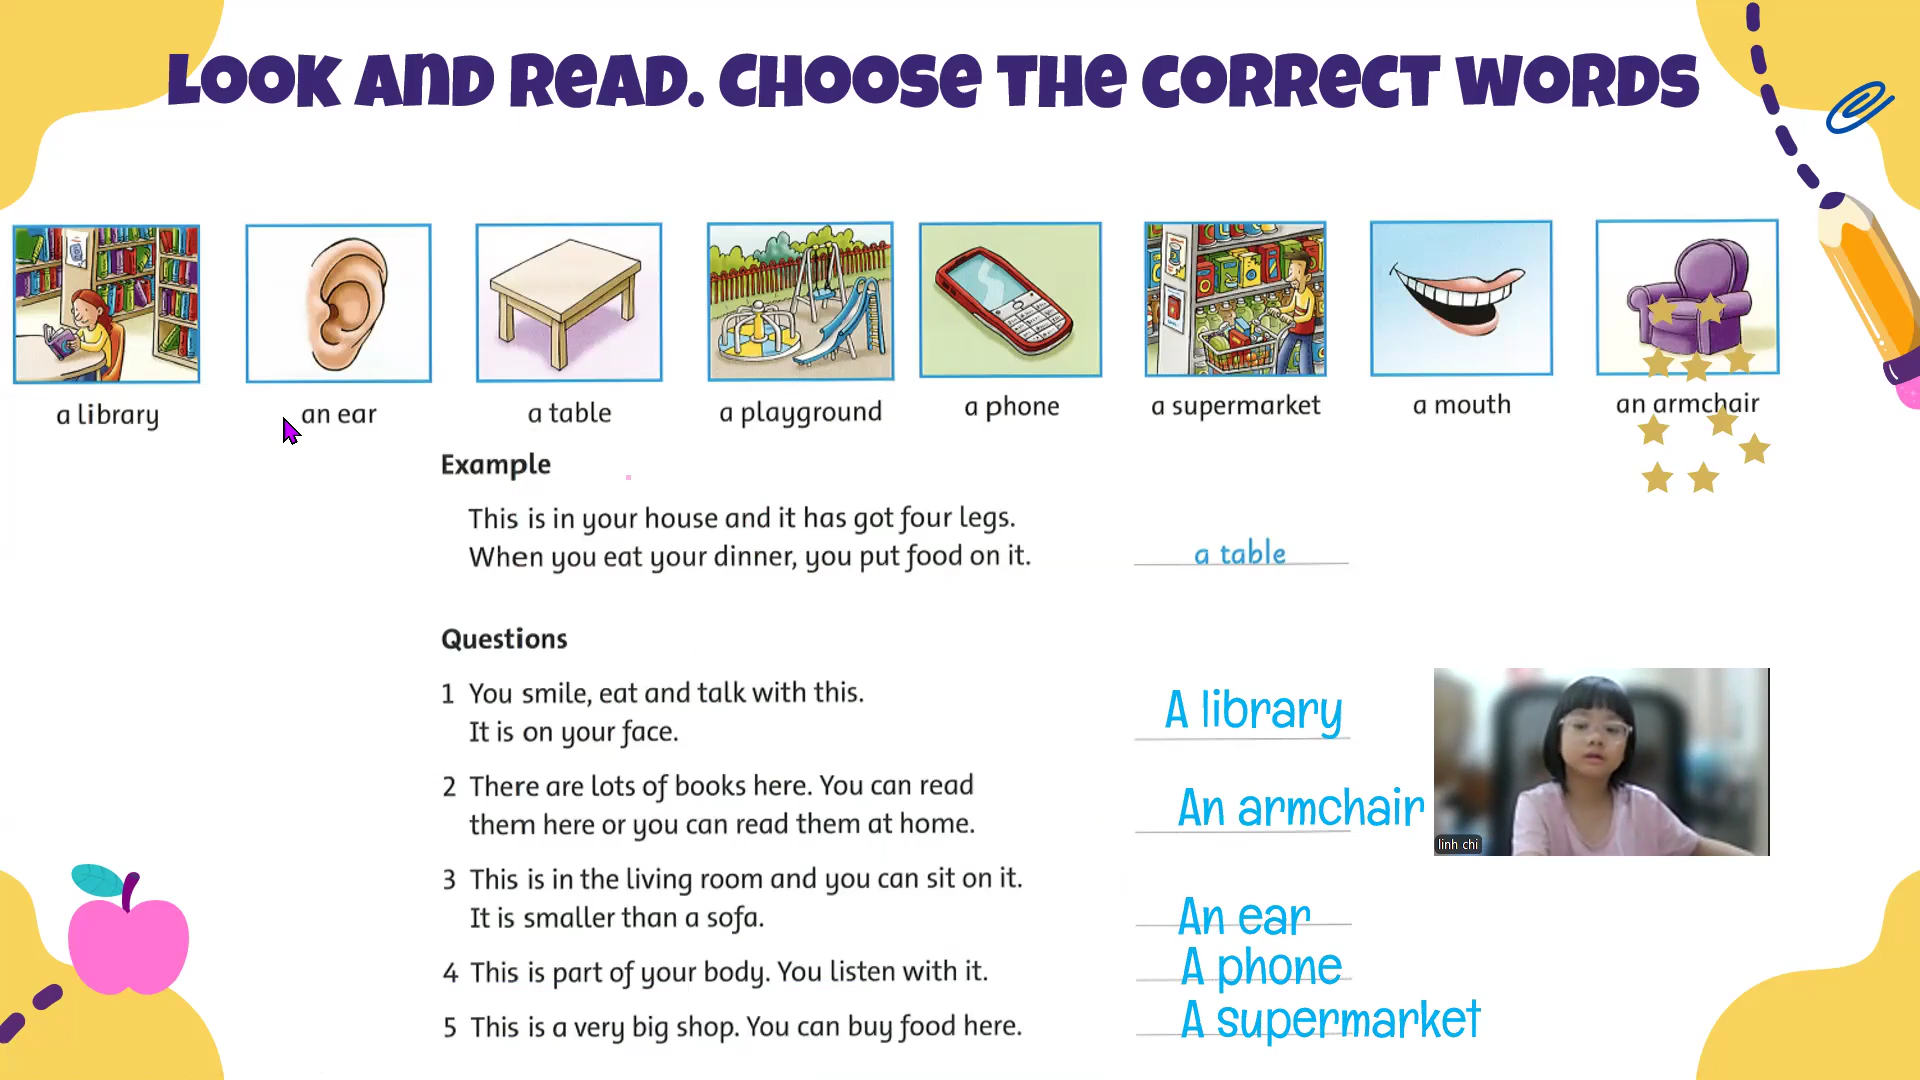 LOOK AND READ. CHOOSE THE CORRECT WORDS
a library
an ear
a table
a playground
a phone
a supermarket
a mouth
an armchair
Example
This is in your house and it has got four legs.
When you eat your dinner, you put food on it.
a table
Questions
1 You smile, eat and talk with this.
It is on your face.
A library
2 There are lots of books here. You can read
them here or you can read them at home.
An armchair
3 This is in the living room and you can sit on it.
It is smaller than a sofa.
An ear
4 This is part of your body. You listen with it.
A phone
5 This is a very big shop. You can buy food here.
A supermarket
linh chi